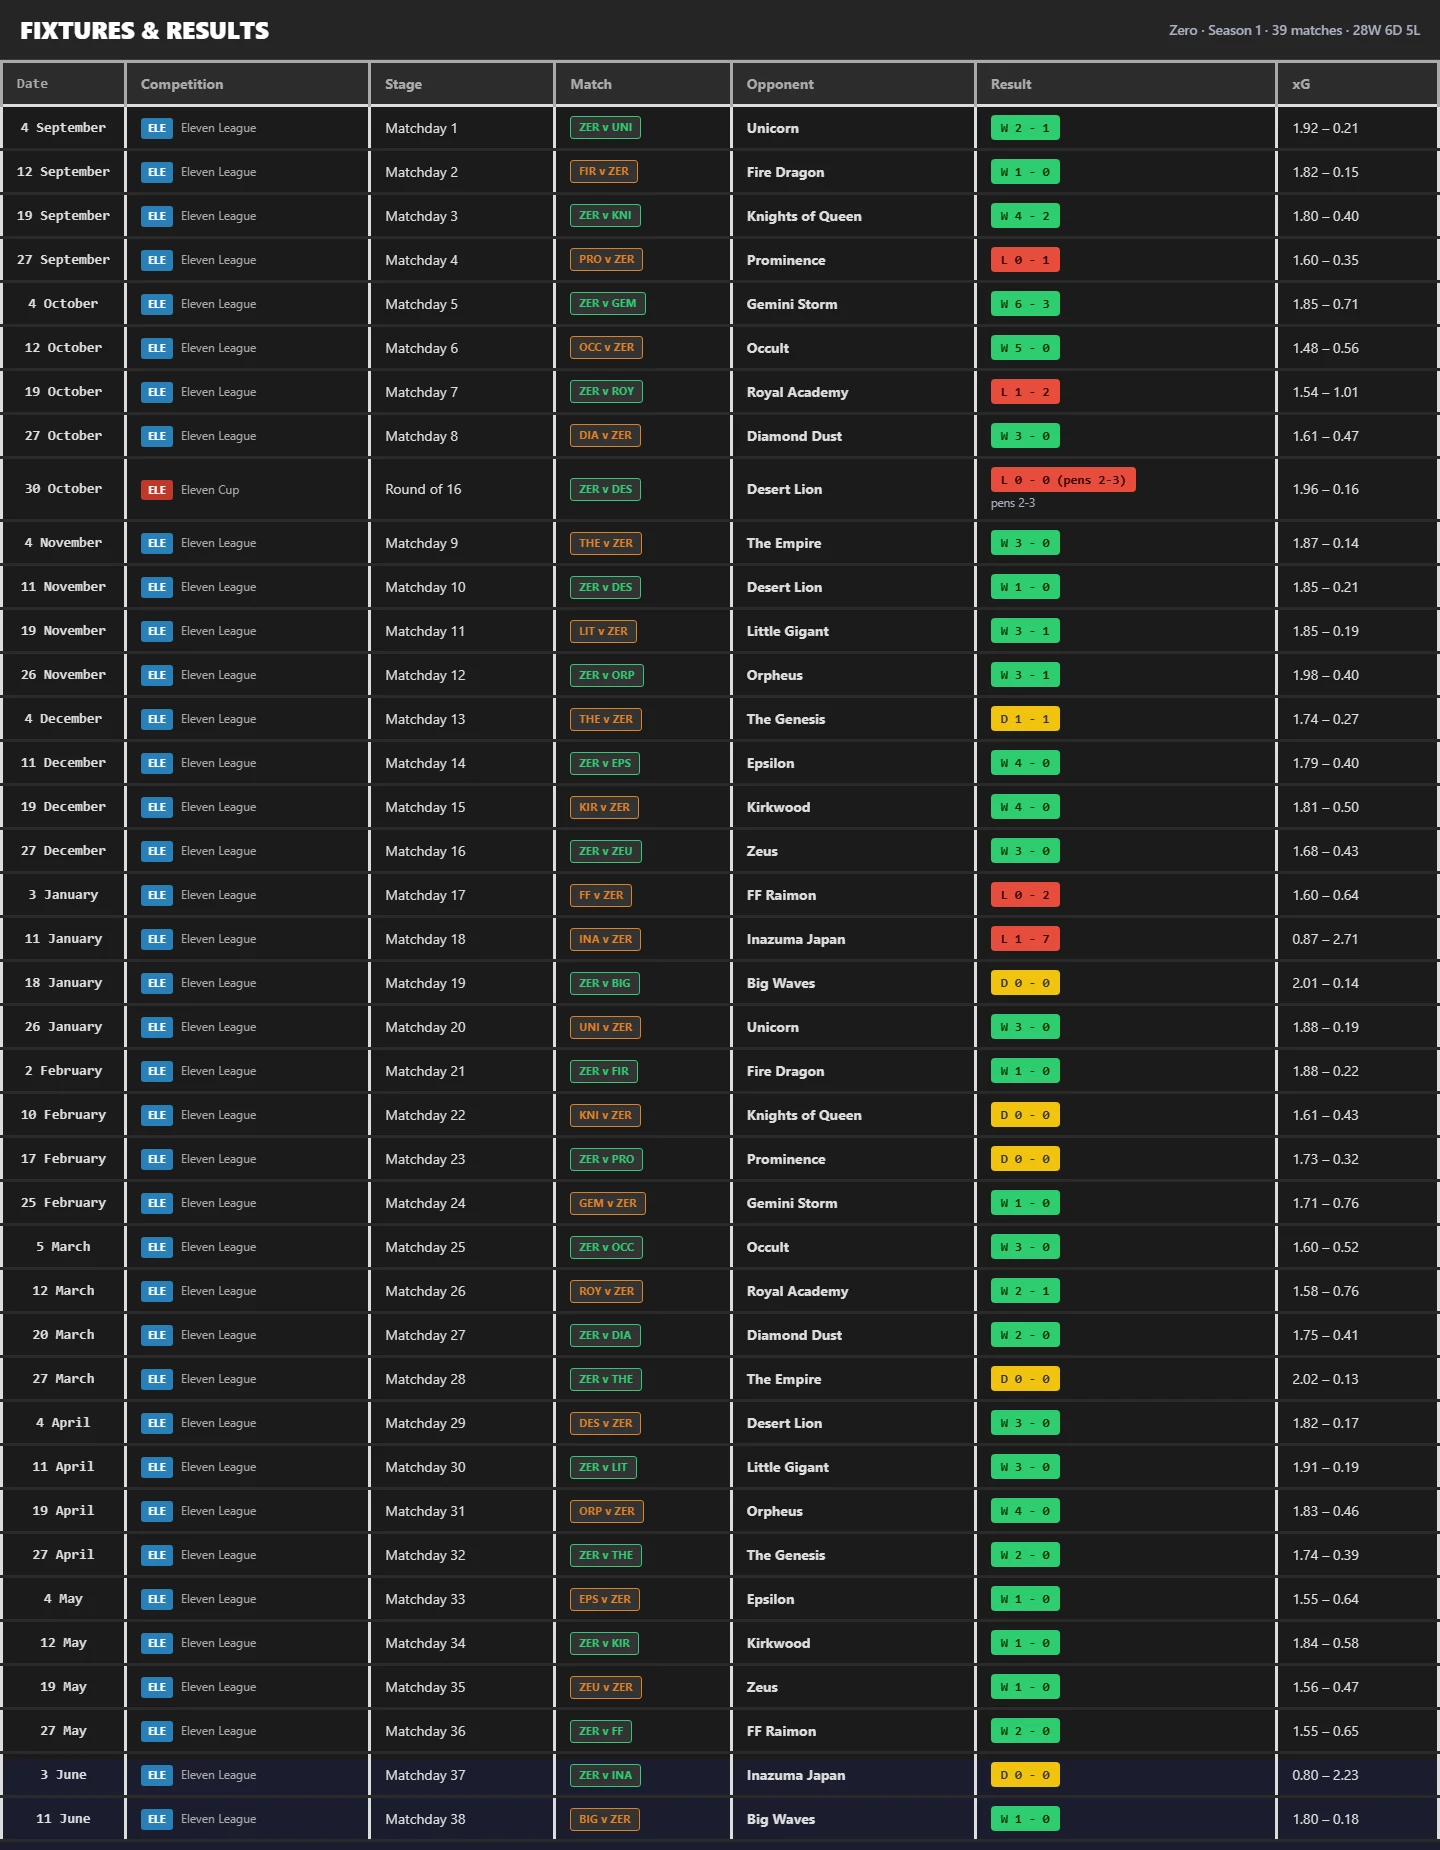 FIXTURES & RESULTS
Zero · Season 1 · 39 matches · 28W 6D 5L
Date Competition Stage Match Opponent Result xG
4 September ELE Eleven League Matchday 1 ZER v UNI Unicorn W 2 - 1 1.92 – 0.21
12 September ELE Eleven League Matchday 2 FIR v ZER Fire Dragon W 1 - 0 1.82 – 0.15
19 September ELE Eleven League Matchday 3 ZER v KNI Knights of Queen W 4 - 2 1.80 – 0.40
27 September ELE Eleven League Matchday 4 PRO v ZER Prominence L 0 - 1 1.60 – 0.35
4 October ELE Eleven League Matchday 5 ZER v GEM Gemini Storm W 6 - 3 1.85 – 0.71
12 October ELE Eleven League Matchday 6 OCC v ZER Occult W 5 - 0 1.48 – 0.56
19 October ELE Eleven League Matchday 7 ZER v ROY Royal Academy L 1 - 2 1.54 – 1.01
27 October ELE Eleven League Matchday 8 DIA v ZER Diamond Dust W 3 - 0 1.61 – 0.47
30 October ELE Eleven Cup Round of 16 ZER v DES Desert Lion L 0 - 0 (pens 2-3) 1.96 – 0.16
pens 2-3
4 November ELE Eleven League Matchday 9 THE v ZER The Empire W 3 - 0 1.87 – 0.14
11 November ELE Eleven League Matchday 10 ZER v DES Desert Lion W 1 - 0 1.85 – 0.21
19 November ELE Eleven League Matchday 11 LIT v ZER Little Gigant W 3 - 1 1.85 – 0.19
26 November ELE Eleven League Matchday 12 ZER v ORP Orpheus W 3 - 1 1.98 – 0.40
4 December ELE Eleven League Matchday 13 THE v ZER The Genesis D 1 - 1 1.74 – 0.27
11 December ELE Eleven League Matchday 14 ZER v EPS Epsilon W 4 - 0 1.79 – 0.40
19 December ELE Eleven League Matchday 15 KIR v ZER Kirkwood W 4 - 0 1.81 – 0.50
27 December ELE Eleven League Matchday 16 ZER v ZEU Zeus W 3 - 0 1.68 – 0.43
3 January ELE Eleven League Matchday 17 FF v ZER FF Raimon L 0 - 2 1.60 – 0.64
11 January ELE Eleven League Matchday 18 INA v ZER Inazuma Japan L 1 - 7 0.87 – 2.71
18 January ELE Eleven League Matchday 19 ZER v BIG Big Waves D 0 - 0 2.01 – 0.14
26 January ELE Eleven League Matchday 20 UNI v ZER Unicorn W 3 - 0 1.88 – 0.19
2 February ELE Eleven League Matchday 21 ZER v FIR Fire Dragon W 1 - 0 1.88 – 0.22
10 February ELE Eleven League Matchday 22 KNI v ZER Knights of Queen D 0 - 0 1.61 – 0.43
17 February ELE Eleven League Matchday 23 ZER v PRO Prominence D 0 - 0 1.73 – 0.32
25 February ELE Eleven League Matchday 24 GEM v ZER Gemini Storm W 1 - 0 1.71 – 0.76
5 March ELE Eleven League Matchday 25 ZER v OCC Occult W 3 - 0 1.60 – 0.52
12 March ELE Eleven League Matchday 26 ROY v ZER Royal Academy W 2 - 1 1.58 – 0.76
20 March ELE Eleven League Matchday 27 ZER v DIA Diamond Dust W 2 - 0 1.75 – 0.41
27 March ELE Eleven League Matchday 28 ZER v THE The Empire D 0 - 0 2.02 – 0.13
4 April ELE Eleven League Matchday 29 DES v ZER Desert Lion W 3 - 0 1.82 – 0.17
11 April ELE Eleven League Matchday 30 ZER v LIT Little Gigant W 3 - 0 1.91 – 0.19
19 April ELE Eleven League Matchday 31 ORP v ZER Orpheus W 4 - 0 1.83 – 0.46
27 April ELE Eleven League Matchday 32 ZER v THE The Genesis W 2 - 0 1.74 – 0.39
4 May ELE Eleven League Matchday 33 EPS v ZER Epsilon W 1 - 0 1.55 – 0.64
12 May ELE Eleven League Matchday 34 ZER v KIR Kirkwood W 1 - 0 1.84 – 0.58
19 May ELE Eleven League Matchday 35 ZEU v ZER Zeus W 1 - 0 1.56 – 0.47
27 May ELE Eleven League Matchday 36 ZER v FF FF Raimon W 2 - 0 1.55 – 0.65
3 June ELE Eleven League Matchday 37 ZER v INA Inazuma Japan D 0 - 0 0.80 – 2.23
11 June ELE Eleven League Matchday 38 BIG v ZER Big Waves W 1 - 0 1.80 – 0.18